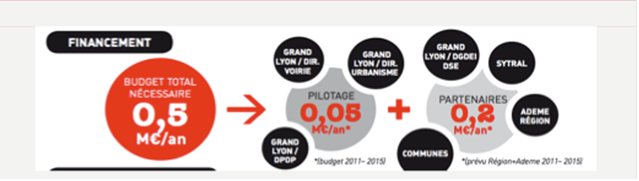 FINANCEMENT
BUDGET TOTAL
NÉCESSAIRE
0,5
M€/an
GRAND
LYON / DIR.
VOIRIE
GRAND
LYON / DIR.
URBANISME
PILOTAGE
0,05
M€/an*
GRAND
LYON /
DPDP
*(budget 2011– 2015)
+
GRAND
LYON / DGDEI
DSE
SYTRAL
PARTENAIRES
0,2
M€/an*
ADEME
RÉGION
COMMUNES
*(prévu Région+Ademe 2011– 2015)